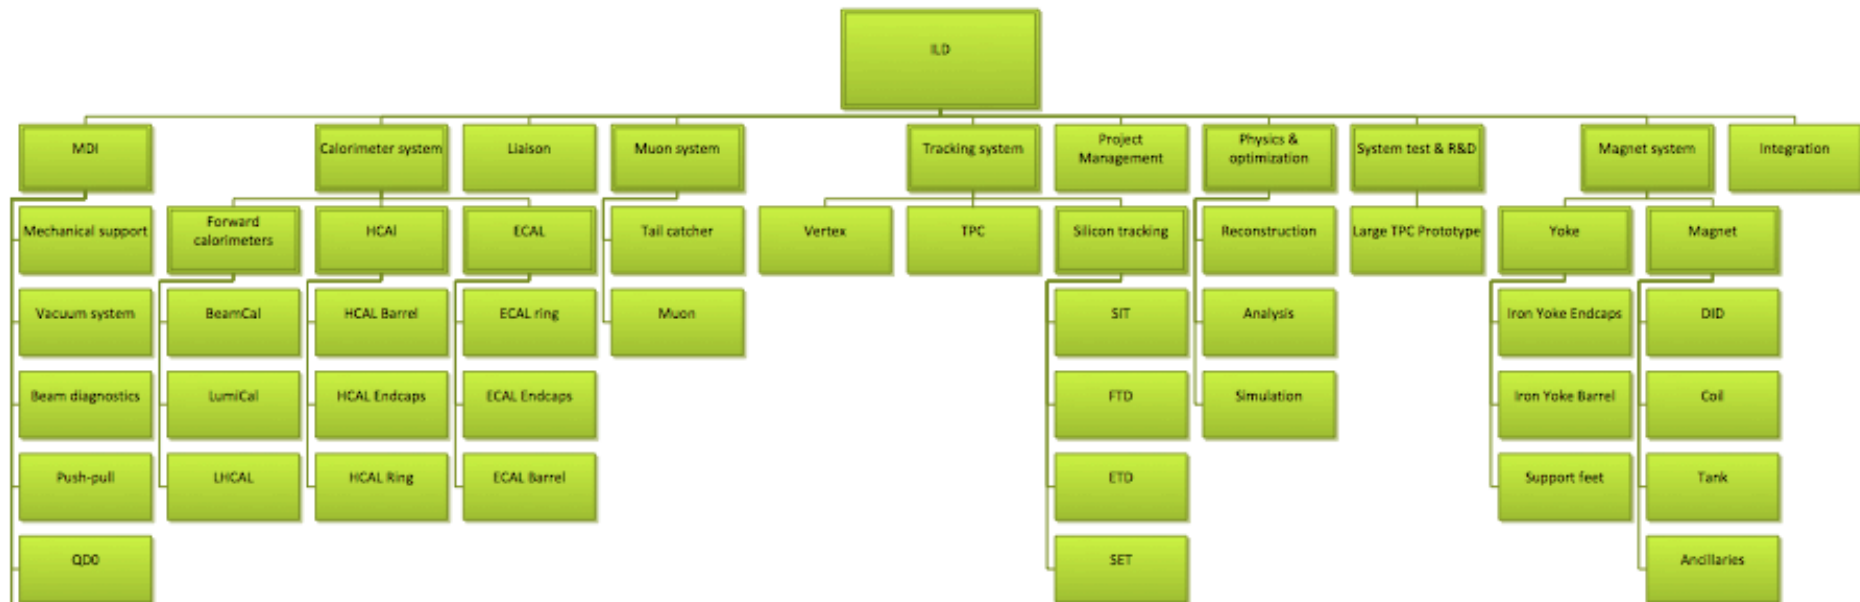 ILD
MDI
Calorimeter system
Liaison
Muon system
Tracking system
Project
Management
Physics &
optimization
System test & R&D
Magnet system
Integration
Mechanical support
Forward
calorimeters
HCAl
ECAL
Tail catcher
Vertex
TPC
Silicon tracking
Reconstruction
Large TPC Prototype
Yoke
Magnet
Vacuum system
BeamCal
HCAL Barrel
ECAL ring
Muon
SIT
Analysis
Iron Yoke Endcaps
DID
Beam diagnostics
LumiCal
HCAL Endcaps
ECAL Endcaps
FTD
Simulation
Iron Yoke Barrel
Coil
Push-pull
LHCAL
HCAL Ring
ECAL Barrel
ETD
Support feet
Tank
QD0
SET
Ancillaries